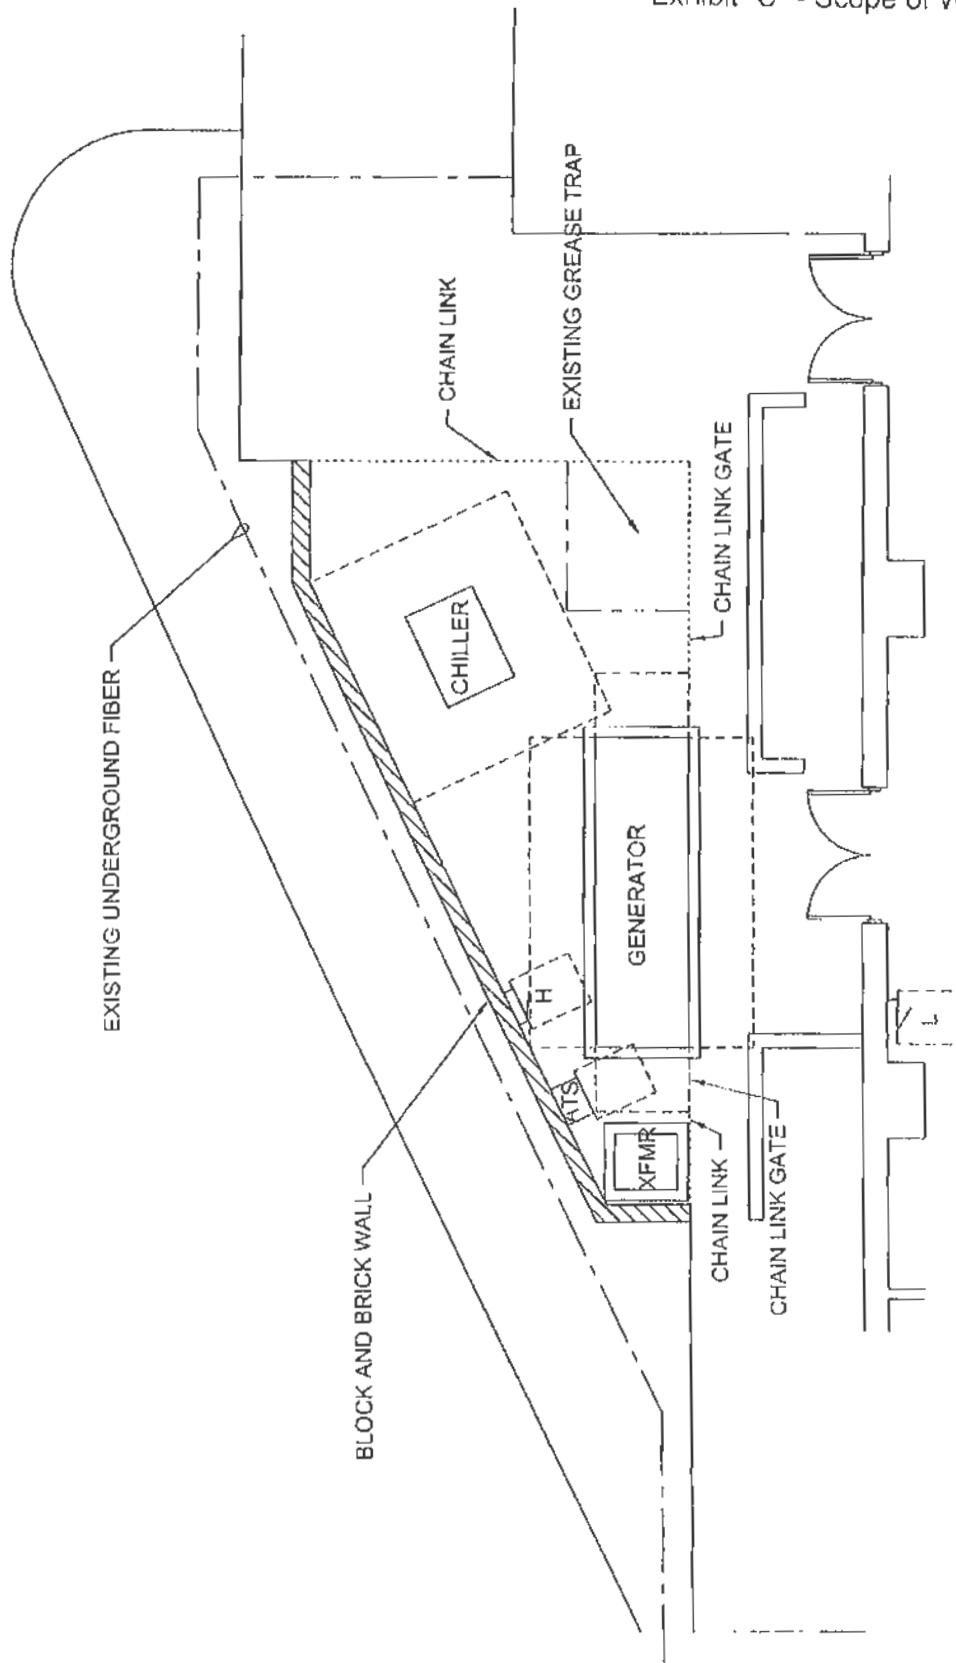 Exhibit "C" - Scope of W
EXISTING UNDERGROUND FIBER
BLOCK AND BRICK WALL
CHAIN LINK
EXISTING GREASE TRAP
CHILLER
CHAIN LINK GATE
GENERATOR
H
TS
XFMR
CHAIN LINK
CHAIN LINK GATE
L